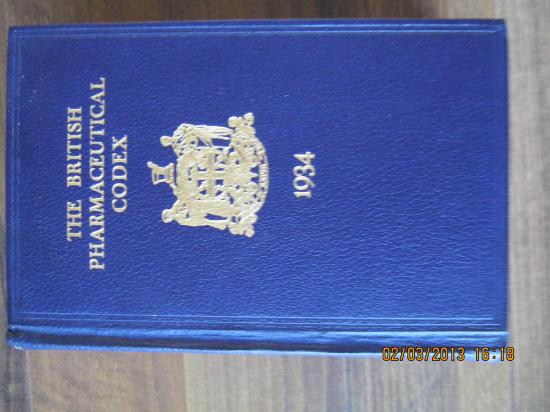 THE BRITISH
PHARMACEUTICAL
CODEX
1934
02/03/2013 16:18